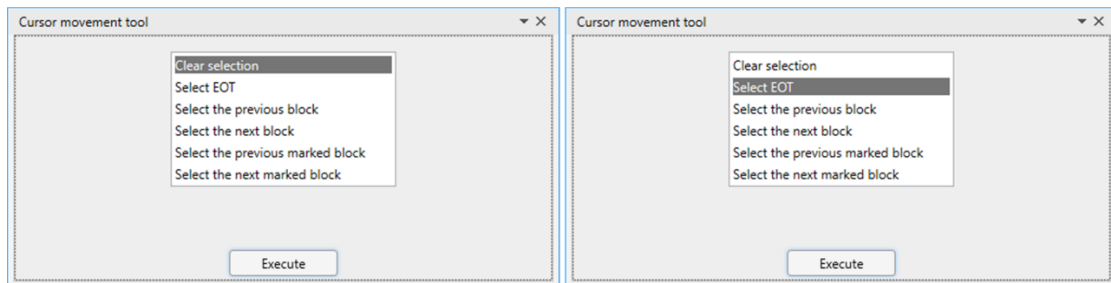 Cursor movement tool
Clear selection
Select EOT
Select the previous block
Select the next block
Select the previous marked block
Select the next marked block
Execute
Cursor movement tool
Clear selection
Select EOT
Select the previous block
Select the next block
Select the previous marked block
Select the next marked block
Execute